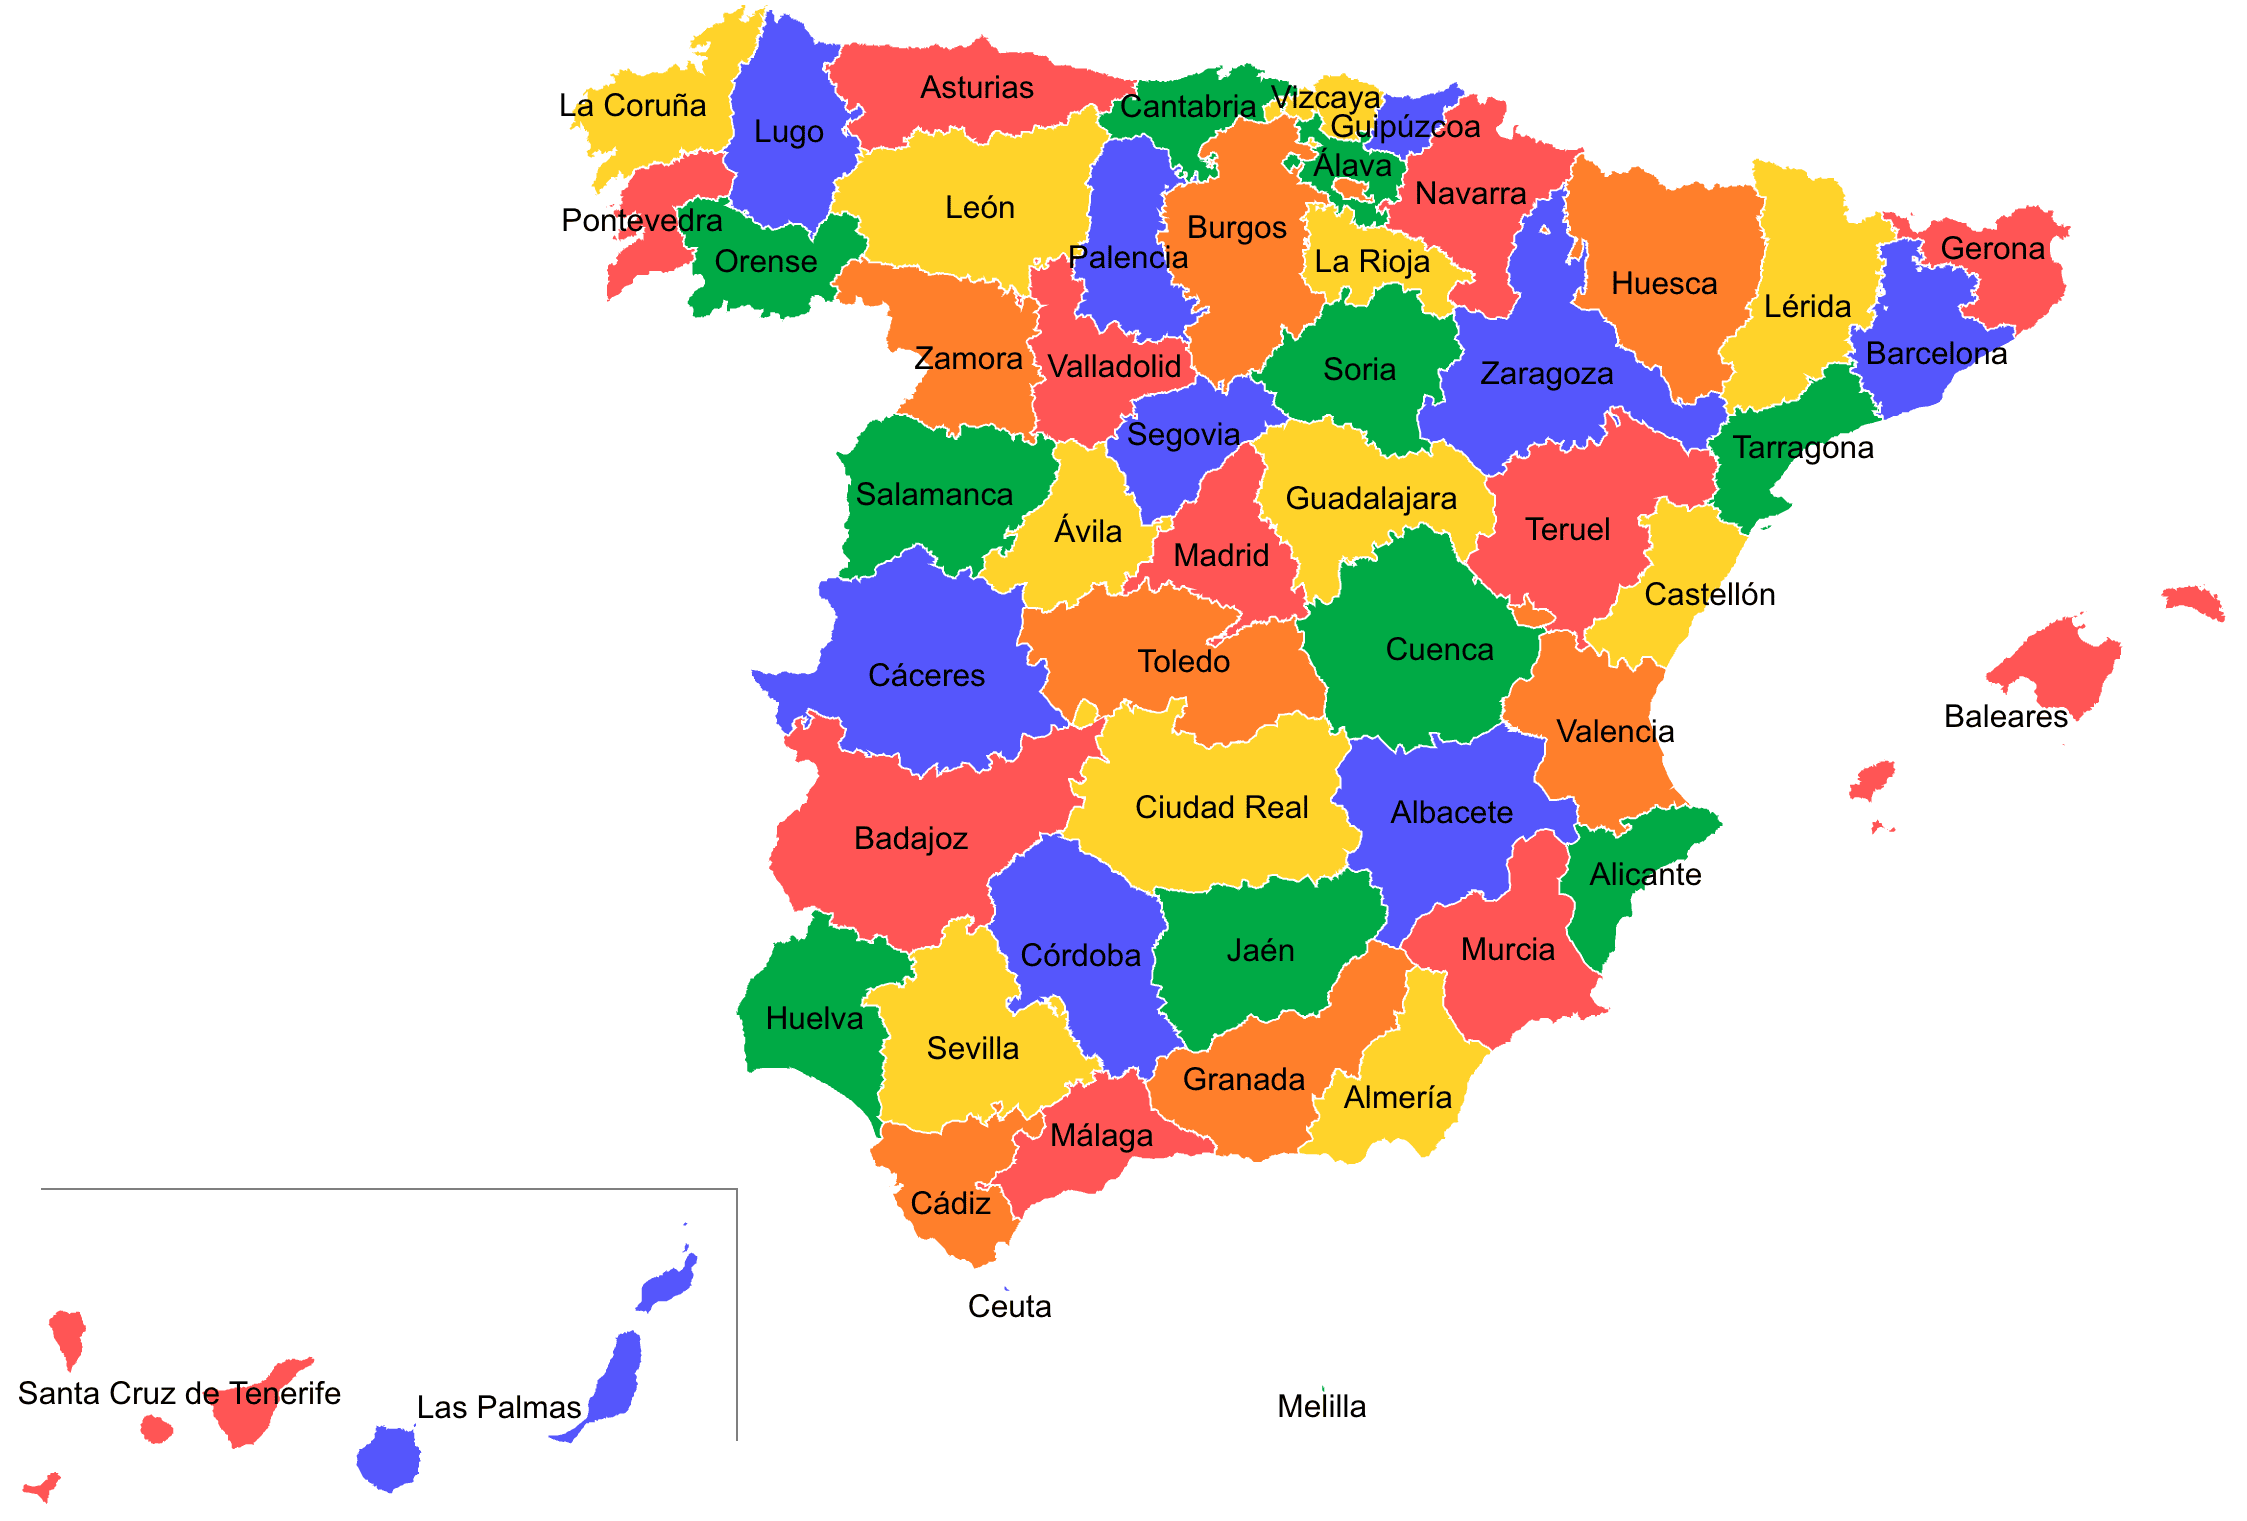 Asturias
Vizcaya
La Coruña
Cantabria
Lugo
Guipúzcoa
Álava
Navarra
León
Pontevedra
Burgos
Gerona
Palencia
Orense
La Rioja
Huesca
Lérida
Barcelona
Zamora
Valladolid
Soria
Zaragoza
Segovia
Tarragona
Salamanca
Guadalajara
Ávila
Teruel
Madrid
Castellón
Cuenca
Toledo
Cáceres
Baleares
Valencia
Ciudad Real
Albacete
Badajoz
Alicante
Jaén
Murcia
Córdoba
Huelva
Sevilla
Granada
Almería
Málaga
Cádiz
Ceuta
Santa Cruz de Tenerife
Las Palmas
Melilla